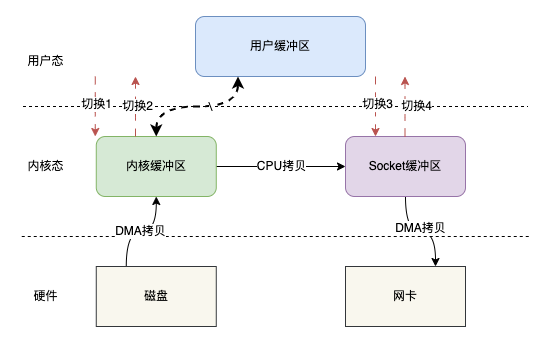 用户缓冲区
用户态
切换1
切换2
切换3
切换4
内核态
内核缓冲区
CPU拷贝
Socket缓冲区
DMA拷贝
DMA拷贝
硬件
磁盘
网卡